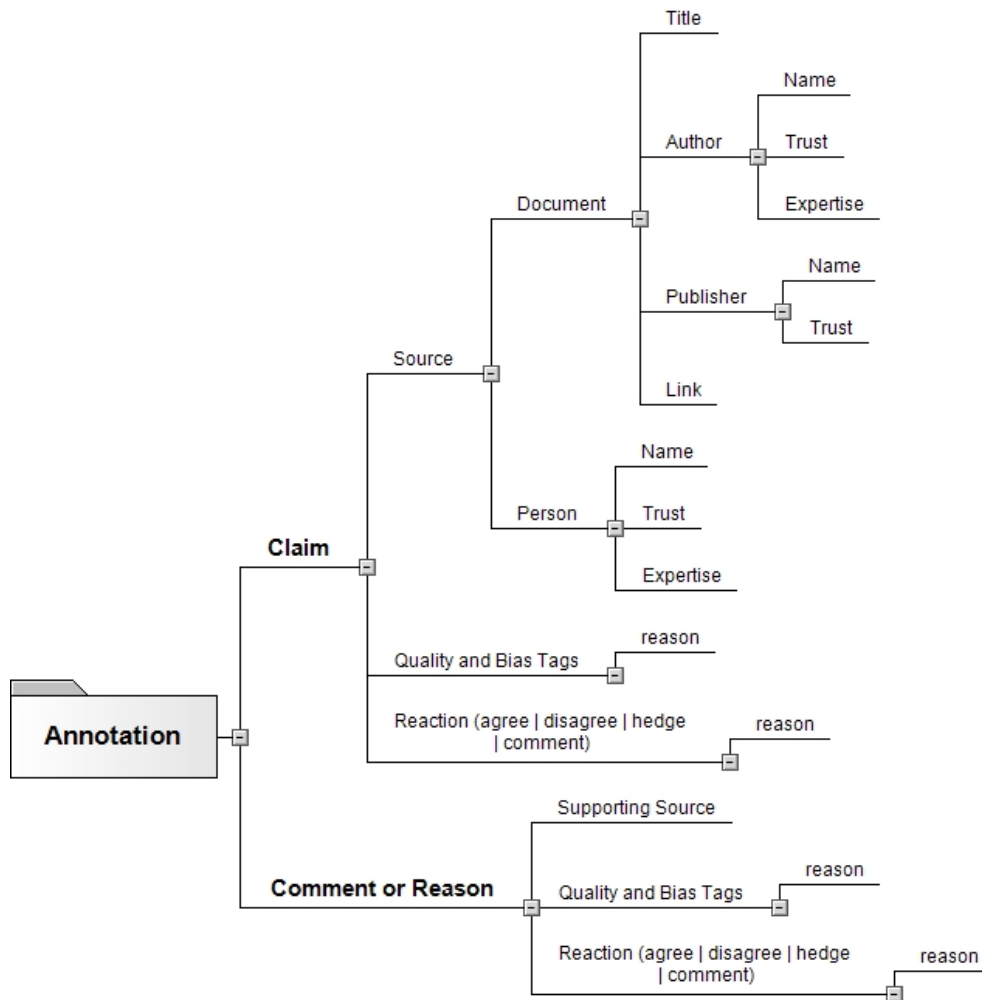 Title
Name
Author
Trust
Expertise
Document
Name
Publisher
Trust
Source
Link
Name
Person
Trust
Expertise
Claim
reason
Quality and Bias Tags
Annotation
Reaction (agree | disagree | hedge
| comment)
reason
Supporting Source
Comment or Reason
reason
Quality and Bias Tags
Reaction (agree | disagree | hedge
| comment)
reason